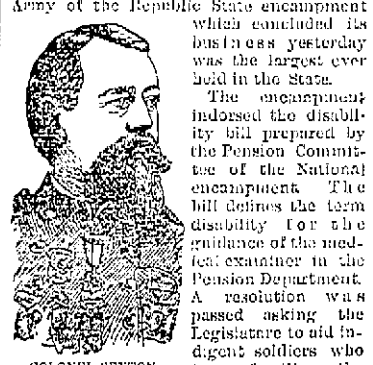 Army of the Republic State encampment
which concluded its
business yesterday
was the largest ever
held in the State.
The encampment
indorsed the disabil-
ity bill prepared by
the Pension Commit-
tee of the National
encampment. The
bill defines the term
disability for the
guidance of the med-
ical examiner in the
Pension Department.
A resolution was
passed asking the
Legislature to aid in-
digent soldiers who
COLONEL